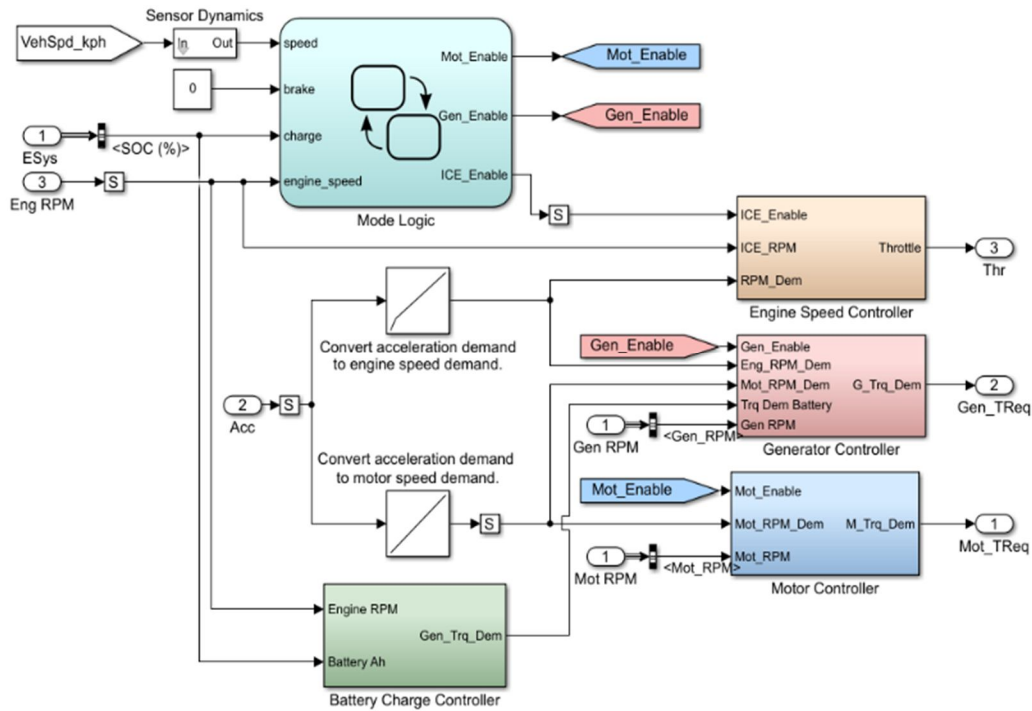 Sensor Dynamics
VehSpd_kph
In
Out
speed
Mot_Enable
Mot_Enable
0
brake
Gen_Enable
Gen_Enable
1
ESys
<SOC (%)>
charge
3
Eng RPM
S
engine_speed
ICE_Enable
Mode Logic
S
ICE_Enable
ICE_RPM
RPM_Dem
Throttle
3
Thr
Engine Speed Controller
Convert acceleration demand
to engine speed demand.
Gen_Enable
Gen_Enable
Eng_RPM_Dem
Mot_RPM_Dem
Trq Dem Battery
Gen RPM
G_Trq_Dem
2
Gen_TReq
1
Gen RPM
<Gen_RPM>
Generator Controller
2
Acc
S
Convert acceleration demand
to motor speed demand.
S
Mot_Enable
Mot_Enable
Mot_RPM_Dem
Mot_RPM
M_Trq_Dem
1
Mot_TReq
1
Mot RPM
<Mot_RPM>
Motor Controller
Engine RPM
Gen_Trq_Dem
Battery Ah
Battery Charge Controller